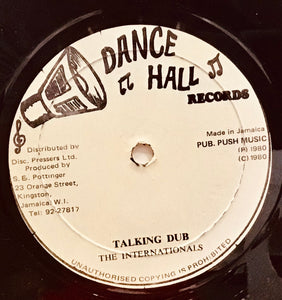 DANCE
HALL
RECORDS
Distributed by
Disc. Pressers Ltd.
Produced by
S. E. Pottinger
23 Orange Street,
Kingston,
Jamaica: W.I.
Tel: 92-27817
Made in Jamaica
PUB. PUSH MUSIC
(P) 1980
(C) 1980
TALKING DUB
THE INTERNATIONALS
UNAUTHORISED COPYING IS PROHIBITED